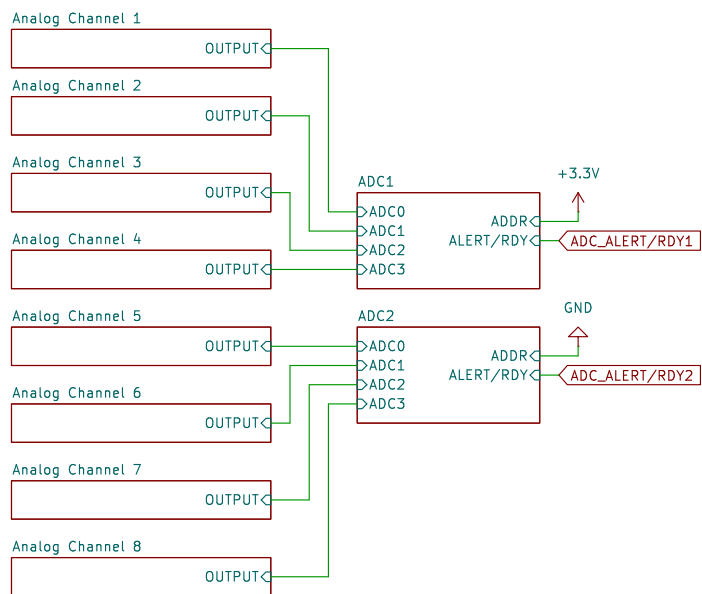 Analog Channel 1
OUTPUT
Analog Channel 2
OUTPUT
Analog Channel 3
OUTPUT
Analog Channel 4
OUTPUT
Analog Channel 5
OUTPUT
Analog Channel 6
OUTPUT
Analog Channel 7
OUTPUT
Analog Channel 8
OUTPUT
ADC1
ADC0
ADC1
ADC2
ADC3
ADDR
ALERT/RDY
+3.3V
ADC_ALERT/RDY1
ADC2
ADC0
ADC1
ADC2
ADC3
ADDR
ALERT/RDY
GND
ADC_ALERT/RDY2